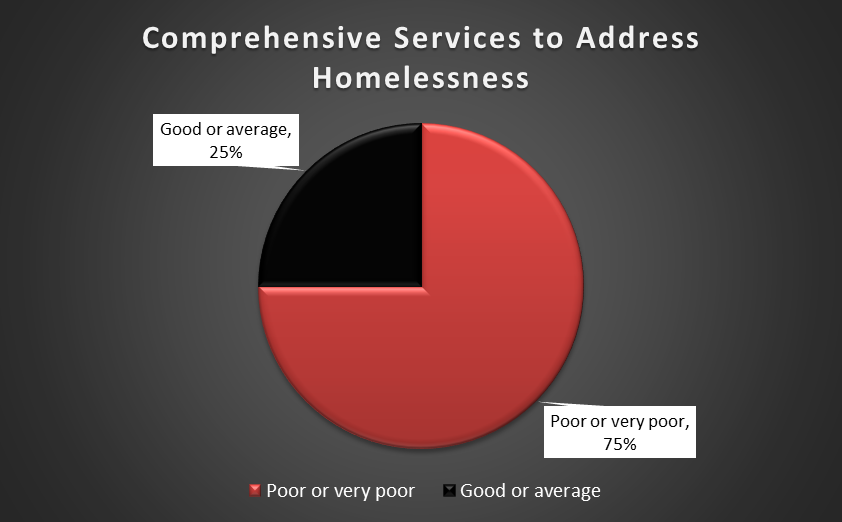 Comprehensive Services to Address
Homelessness
Good or average,
25%
Poor or very poor,
75%
Poor or very poor
Good or average